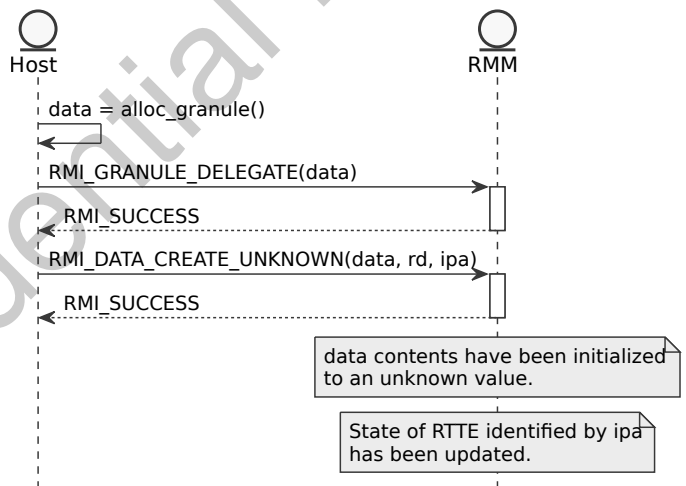 Host
RMM
data = alloc_granule()
RMI_GRANULE_DELEGATE(data)
RMI_SUCCESS
RMI_DATA_CREATE_UNKNOWN(data, rd, ipa)
RMI_SUCCESS
data contents have been initialized
to an unknown value.
State of RTTE identified by ipa
has been updated.